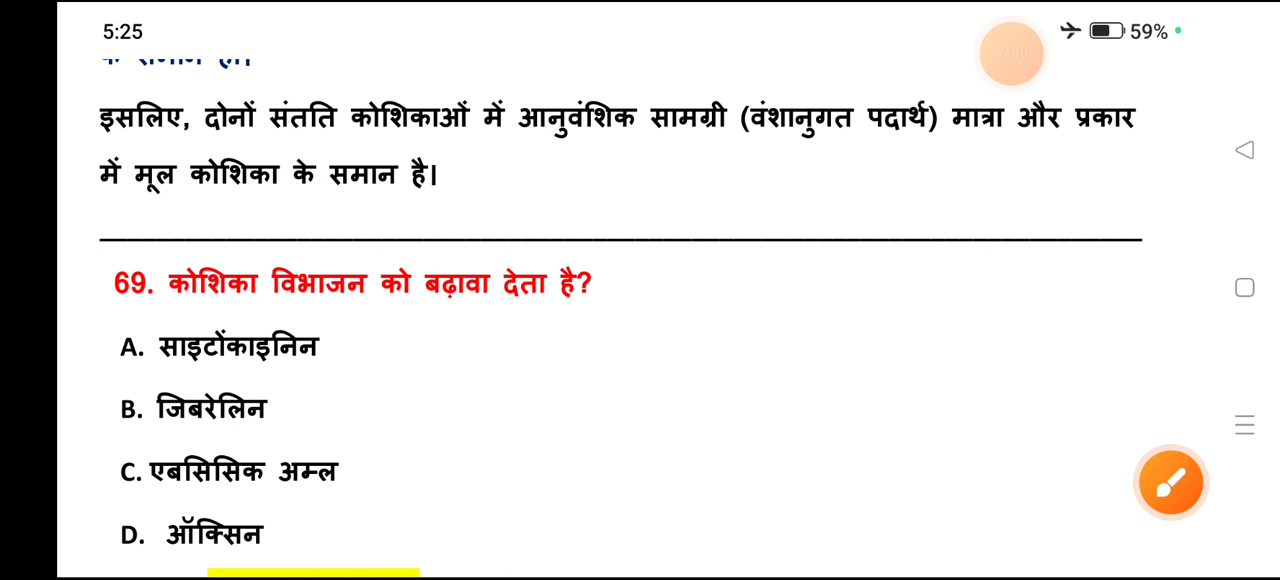 5:25
59%
इसलिए, दोनों संतति कोशिकाओं में आनुवंशिक सामग्री (वंशानुगत पदार्थ) मात्रा और प्रकार
में मूल कोशिका के समान है।
69. कोशिका विभाजन को बढ़ावा देता है?
A. साइटोंकाइनिन
B. जिबरेलिन
C. एबसिसिक अम्ल
D. ऑक्सिन